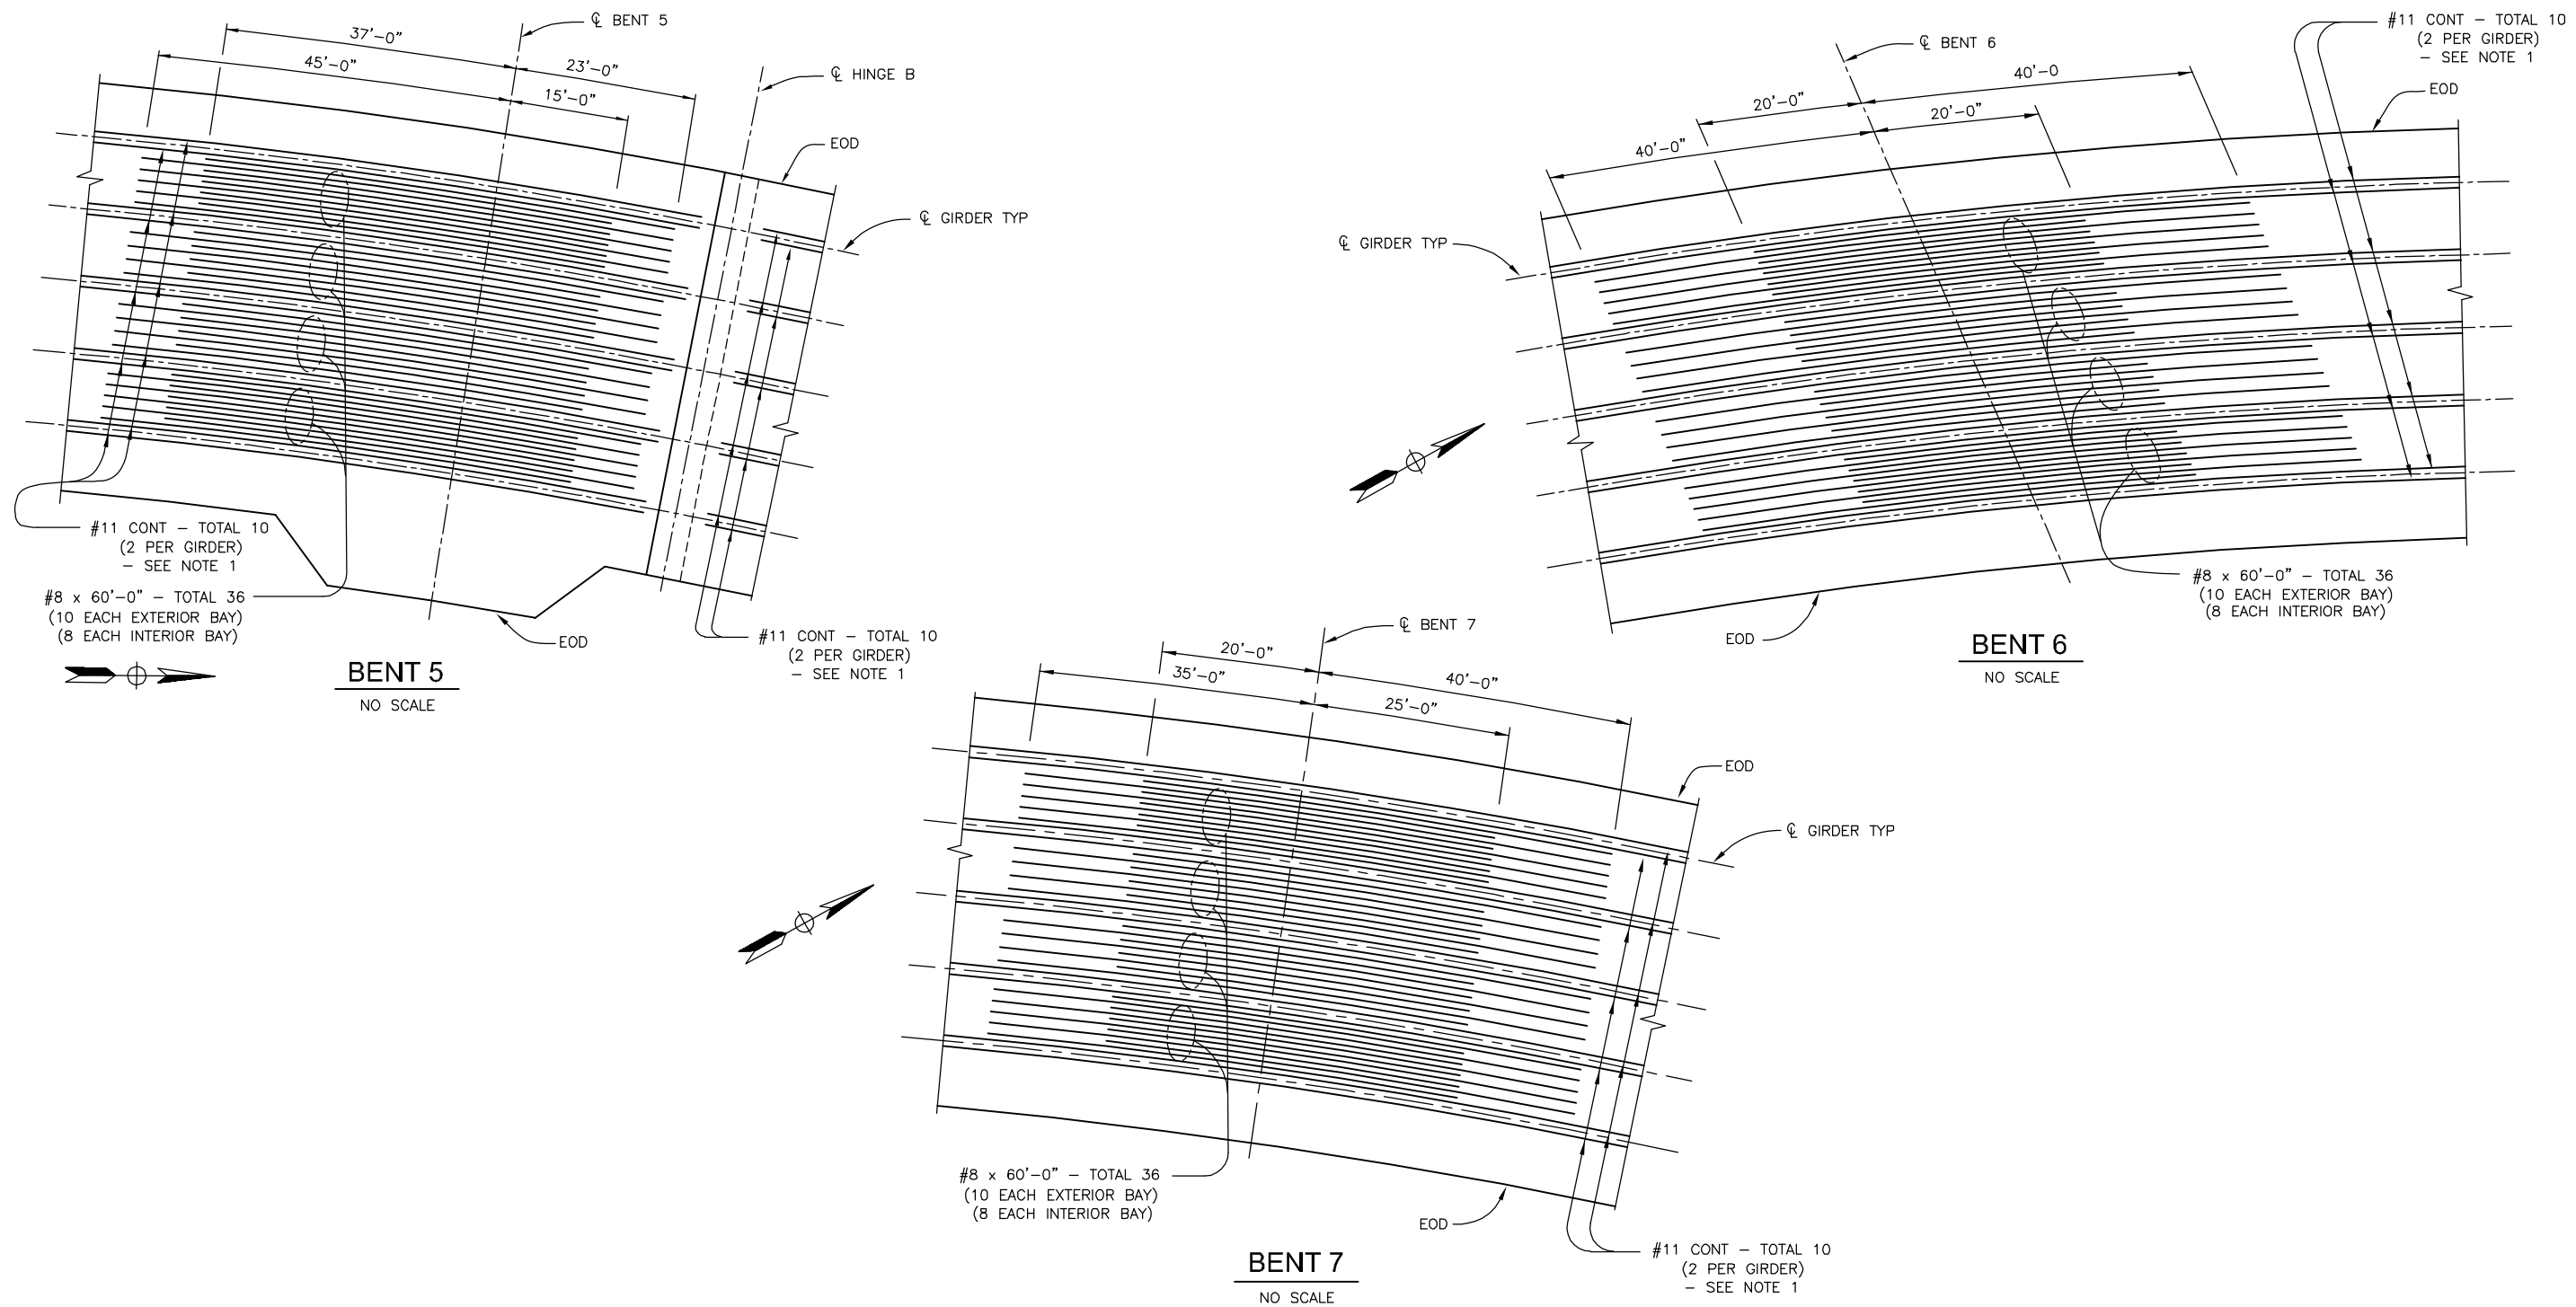 ℄ BENT 5
37'-0"
45'-0"
23'-0"
15'-0"
℄ HINGE B
EOD
℄ GIRDER TYP
#11 CONT - TOTAL 10
(2 PER GIRDER)
- SEE NOTE 1
#8 x 60'-0" - TOTAL 36
(10 EACH EXTERIOR BAY)
(8 EACH INTERIOR BAY)
EOD
#11 CONT - TOTAL 10
(2 PER GIRDER)
- SEE NOTE 1
BENT 5
NO SCALE
℄ BENT 6
40'-0
20'-0"
20'-0"
40'-0"
#11 CONT - TOTAL 10
(2 PER GIRDER)
- SEE NOTE 1
EOD
℄ GIRDER TYP
#8 x 60'-0" - TOTAL 36
(10 EACH EXTERIOR BAY)
(8 EACH INTERIOR BAY)
EOD
BENT 6
NO SCALE
℄ BENT 7
20'-0"
35'-0"
40'-0"
25'-0"
EOD
℄ GIRDER TYP
#8 x 60'-0" - TOTAL 36
(10 EACH EXTERIOR BAY)
(8 EACH INTERIOR BAY)
EOD
#11 CONT - TOTAL 10
(2 PER GIRDER)
- SEE NOTE 1
BENT 7
NO SCALE